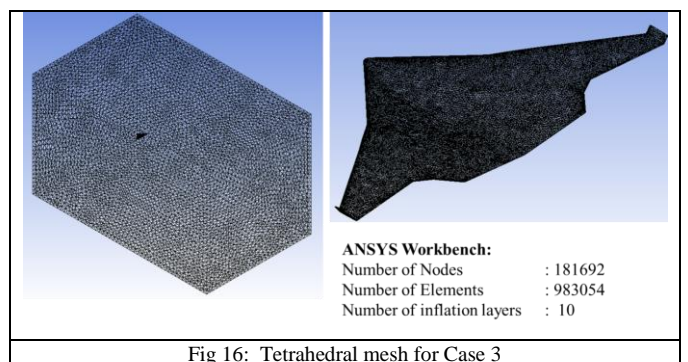 ANSYS Workbench:
Number of Nodes : 181692
Number of Elements : 983054
Number of inflation layers : 10
Fig 16: Tetrahedral mesh for Case 3